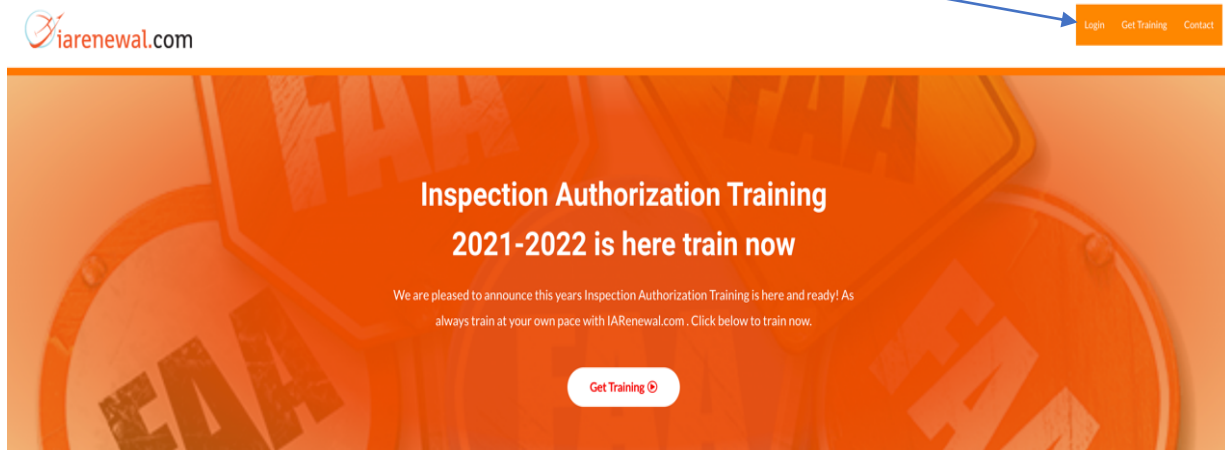 iarenewal.com
Login Get Training Contact
FAA FAA
Inspection Authorization Training
2021-2022 is here train now
We are pleased to announce this years Inspection Authorization Training is here and ready! As
always train at your own pace with IARenewal.com . Click below to train now.
Get Training
FAA FAA